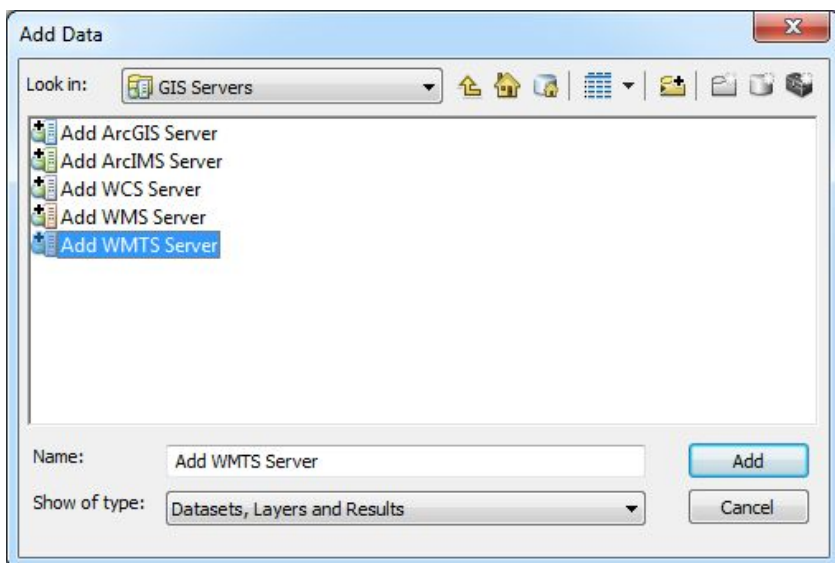 Add Data
Look in: GIS Servers
Add ArcGIS Server
Add ArcIMS Server
Add WCS Server
Add WMS Server
Add WMTS Server
Name: Add WMTS Server Add
Show of type: Datasets, Layers and Results Cancel